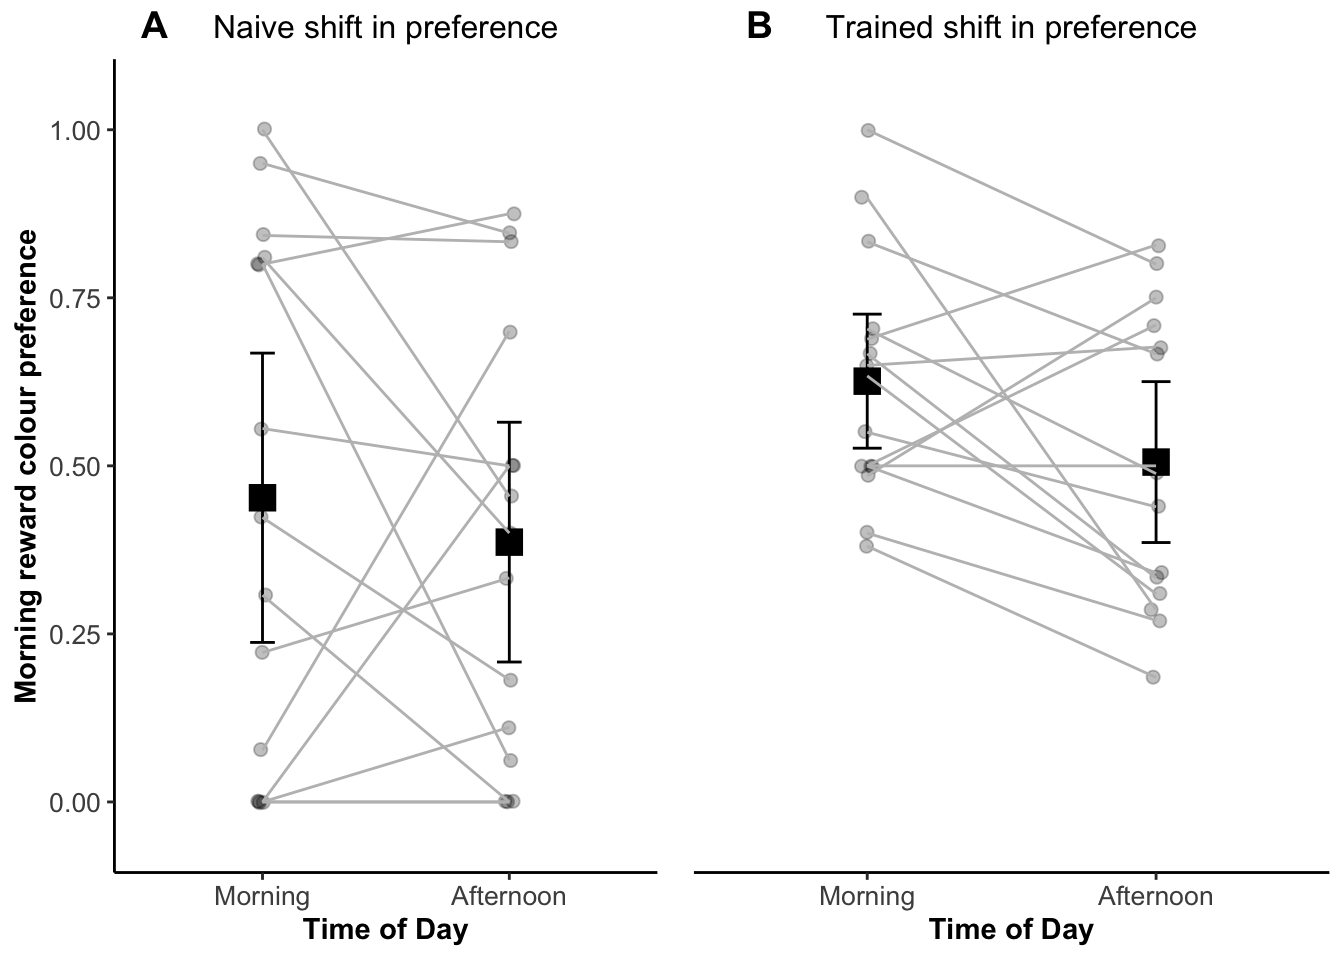 A Naive shift in preference
B Trained shift in preference
Morning reward colour preference
1.00
0.75
0.50
0.25
0.00
Morning Afternoon
Time of Day
Morning Afternoon
Time of Day